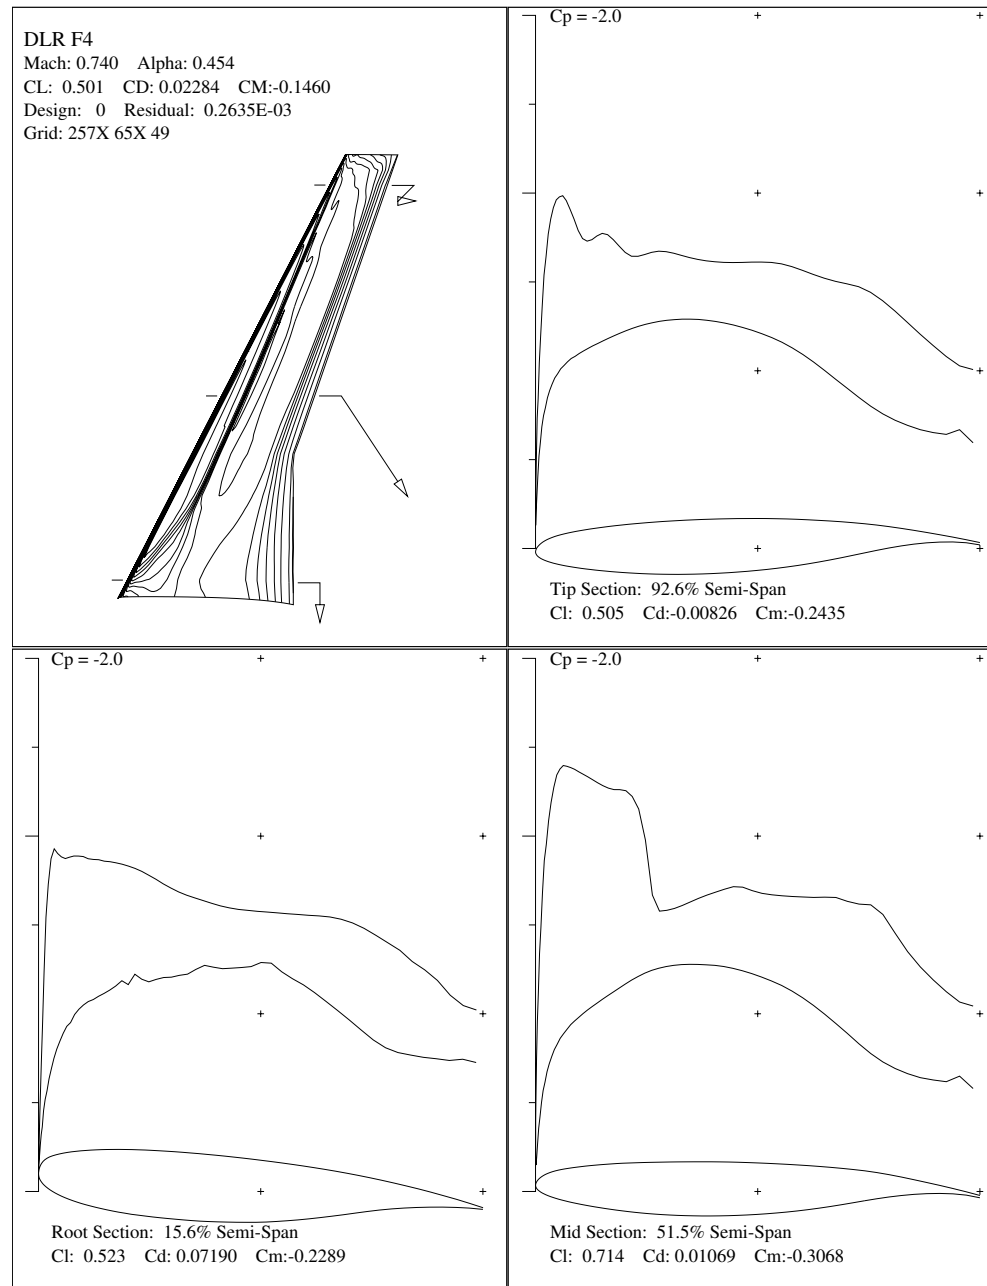 DLR F4
Mach: 0.740 Alpha: 0.454
CL: 0.501 CD: 0.02284 CM:-0.1460
Design: 0 Residual: 0.2635E-03
Grid: 257X 65X 49
Cp = -2.0
Tip Section: 92.6% Semi-Span
Cl: 0.505 Cd:-0.00826 Cm:-0.2435
Cp = -2.0
Root Section: 15.6% Semi-Span
Cl: 0.523 Cd: 0.07190 Cm:-0.2289
Cp = -2.0
Mid Section: 51.5% Semi-Span
Cl: 0.714 Cd: 0.01069 Cm:-0.3068